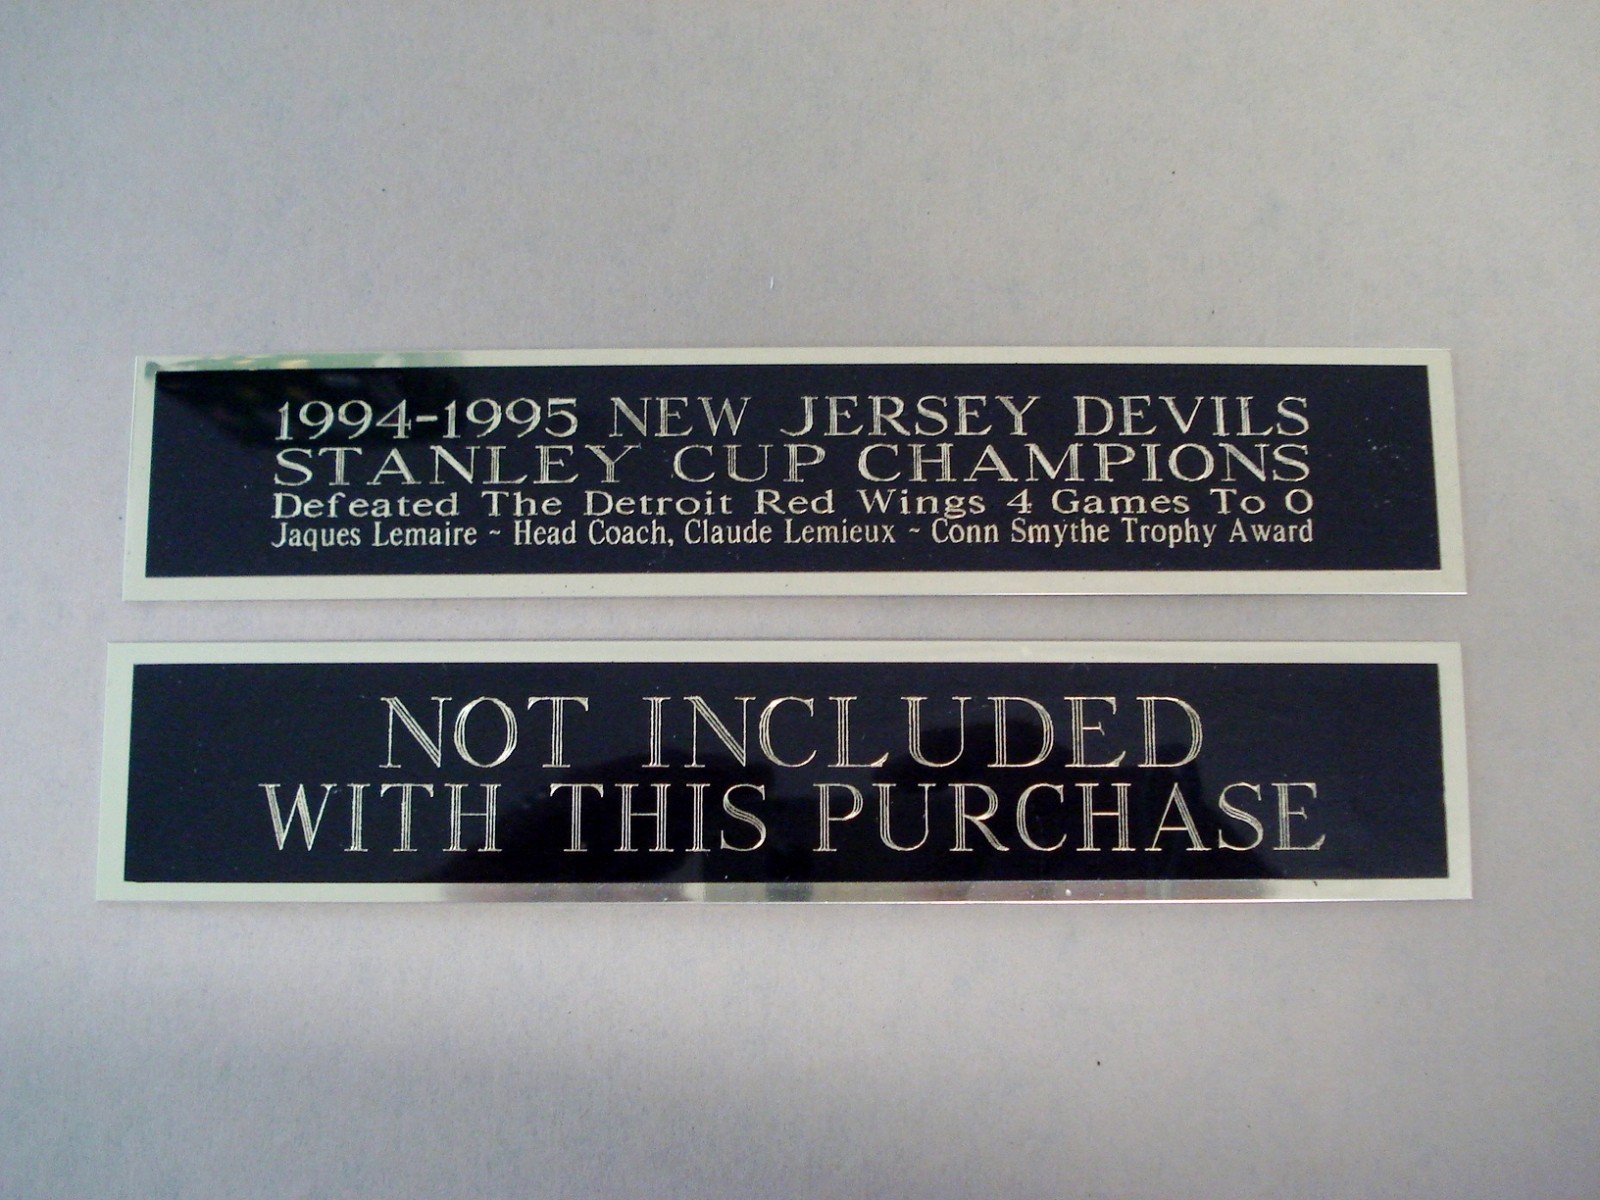 1994-1995 NEW JERSEY DEVILS
STANLEY CUP CHAMPIONS
Defeated The Detroit Red Wings 4 Games To 0
Jaques Lemaire ~ Head Coach, Claude Lemieux ~ Conn Smythe Trophy Award
NOT INCLUDED
WITH THIS PURCHASE